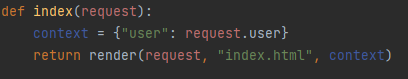 def index(request):
    context = {"user": request.user}
    return render(request, "index.html", context)